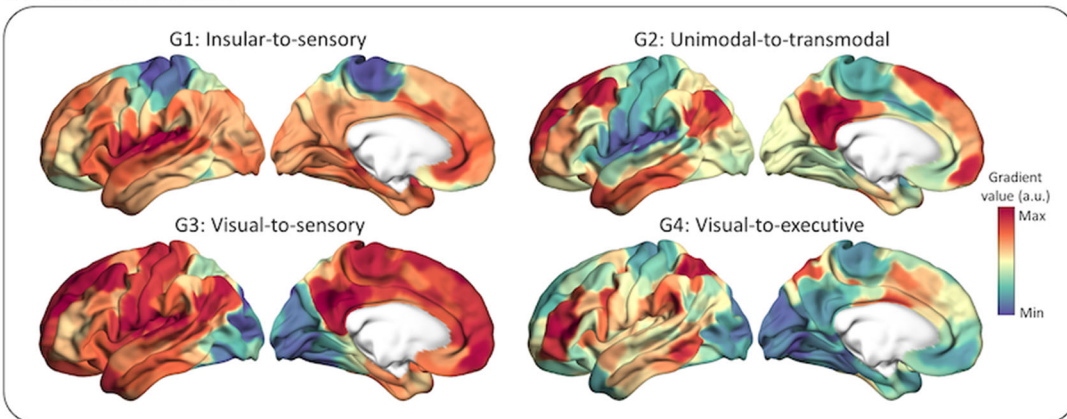 G1: Insular-to-sensory
G2: Unimodal-to-transmodal
G3: Visual-to-sensory
G4: Visual-to-executive
Gradient
value (a.u.)
Max
Min